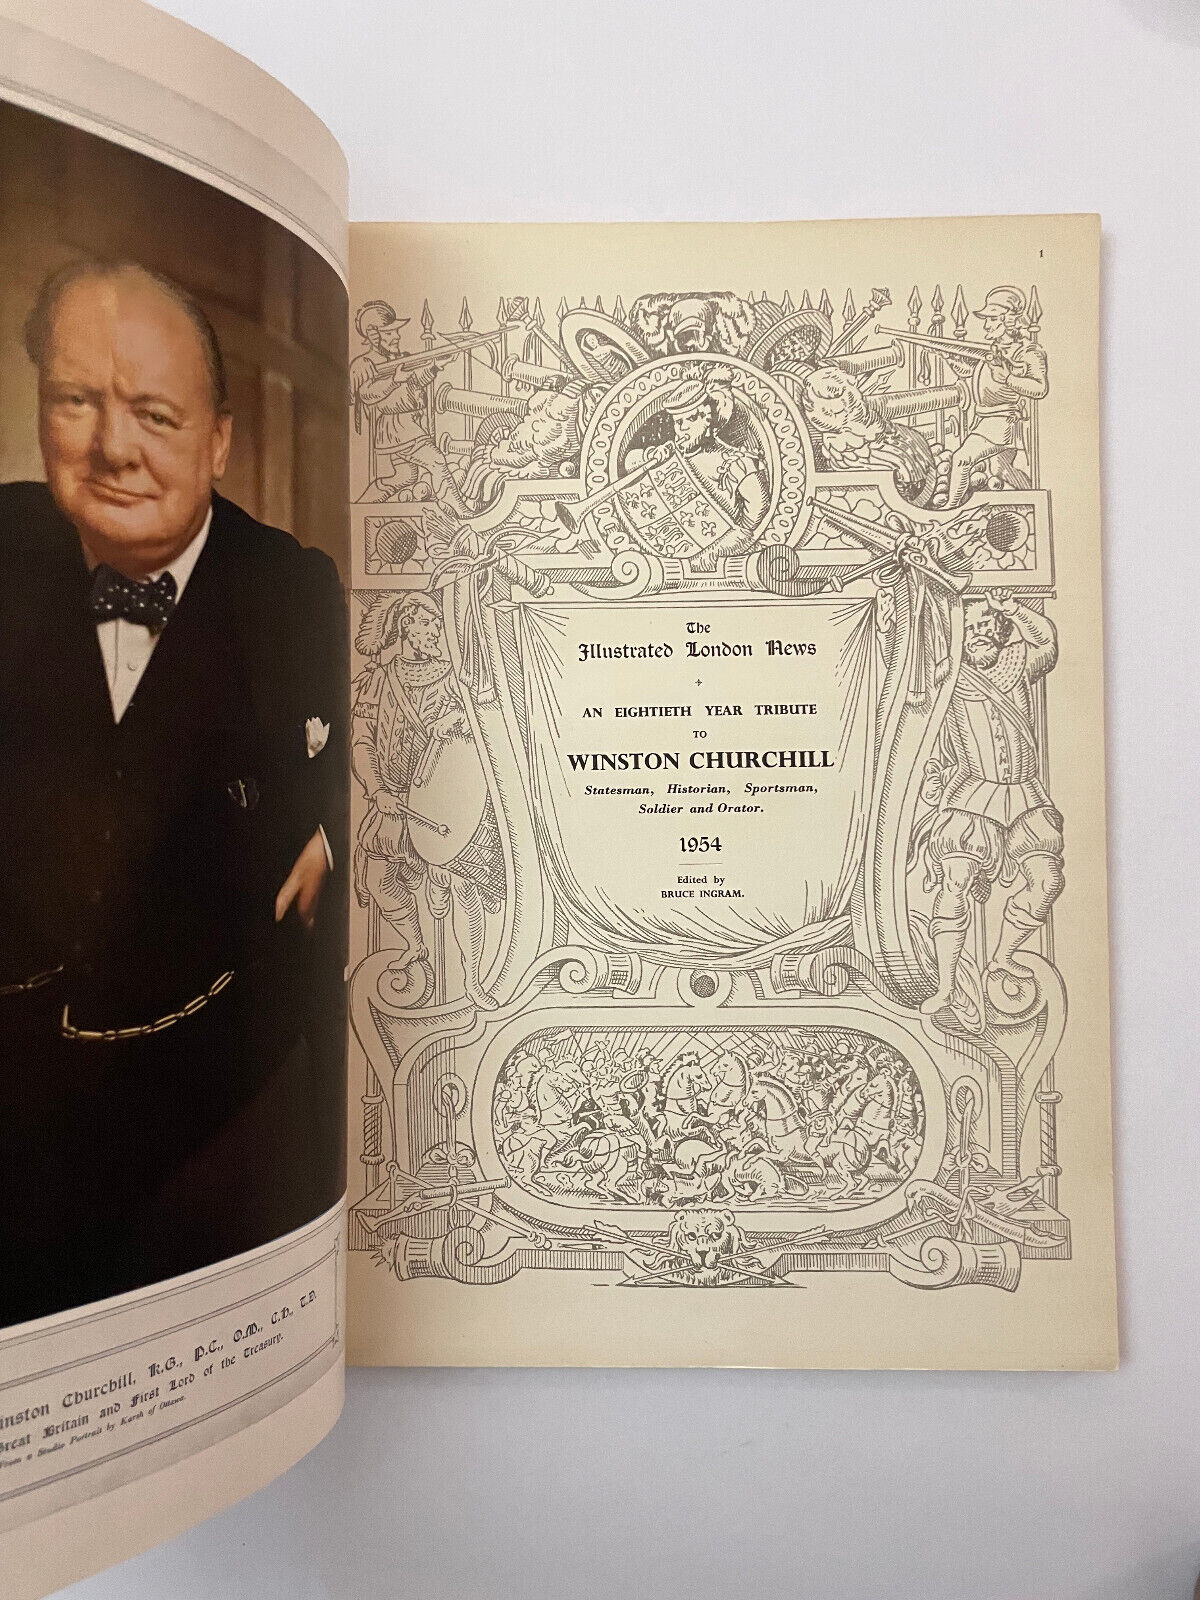 inston Churchill, K.G., P.C., O.M., C.H., T.D.
Great Britain and First Lord of the Treasury.
From a Studio Portrait by Karsh of Ottawa.
1
The
Illustrated London News
AN EIGHTIETH YEAR TRIBUTE
TO
WINSTON CHURCHILL
Statesman, Historian, Sportsman,
Soldier and Orator.
1954
Edited by
BRUCE INGRAM.